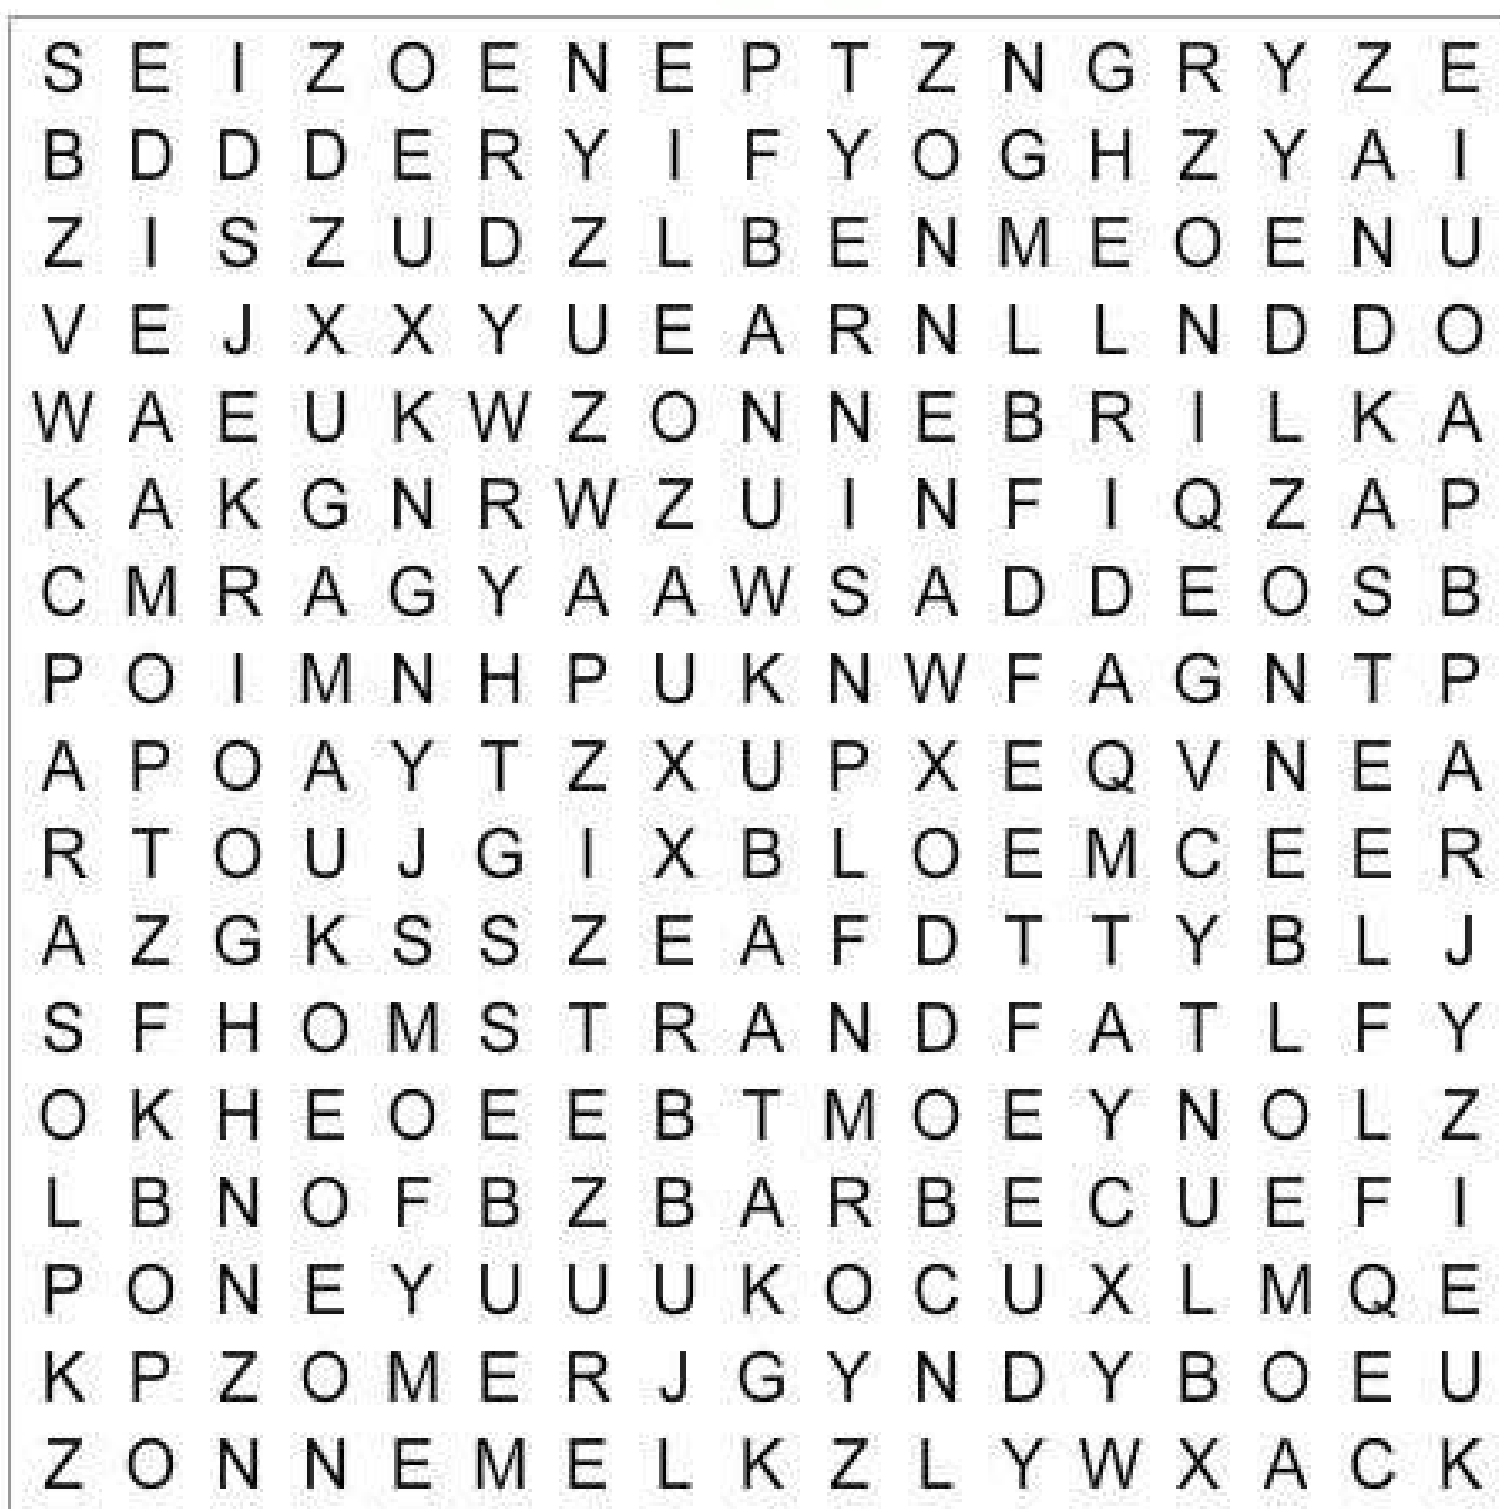 S E I Z O E N E P T Z N G R Y Z E
B D D D E R Y I F Y O G H Z Y A I
Z I S Z U D Z L B E N M E O E N U
V E J X X Y U E A R N L L N D D O
W A E U K W Z O N N E B R I L K A
K A K G N R W Z U I N F I Q Z A P
C M R A G Y A A W S A D D E O S B
P O I M N H P U K N W F A G N T P
A P O A Y T Z X U P X E Q V N E A
R T O U J G I X B L O E M C E E R
A Z G K S S Z E A F D T T Y B L J
S F H O M S T R A N D F A T L F Y
O K H E O E E B T M O E Y N O L Z
L B N O F B Z B A R B E C U E F I
P O N E Y U U U K O C U X L M Q E
K P Z O M E R J G Y N D Y B O E U
Z O N N E M E L K Z L Y W X A C K